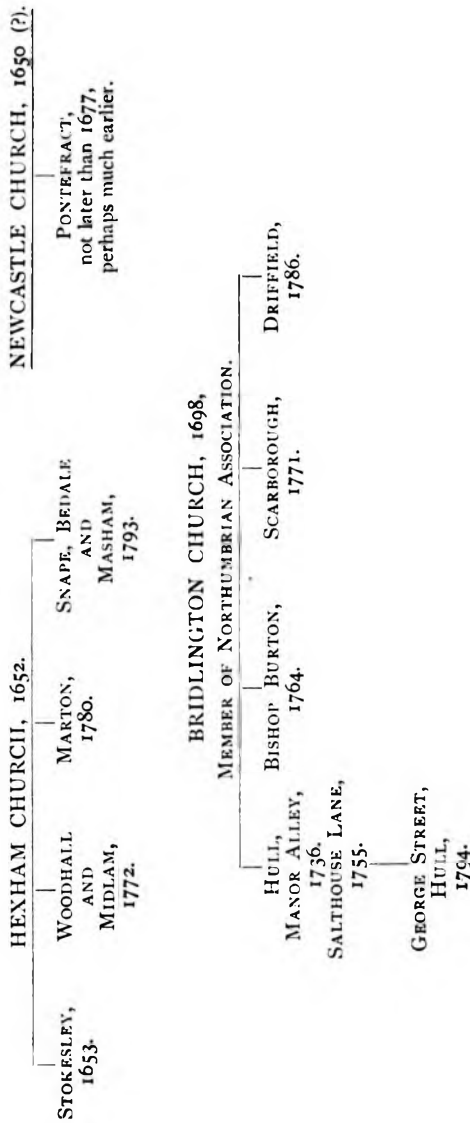 HEXHAM CHURCH, 1652.
STOKESLEY,
1653.
WOODHALL
AND
MIDLAM,
1772.
MARTON,
1780.
SNAPE, BEDALE
AND
MASHAM,
1793.
NEWCASTLE CHURCH, 1650 (?).
PONTEFRACT,
not later than 1677,
perhaps much earlier.
BRIDLINGTON CHURCH, 1698,
MEMBER OF NORTHUMBRIAN ASSOCIATION.
HULL,
MANOR ALLEY,
1736.
SALTHOUSE LANE,
1755.
GEORGE STREET,
HULL,
1794.
BISHOP BURTON,
1764.
SCARBOROUGH,
1771.
DRIFFIELD,
1786.